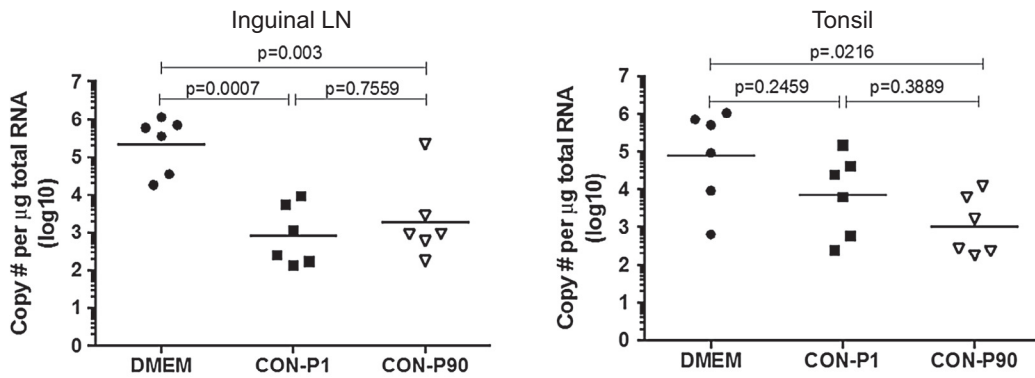 Inguinal LN
p=0.003
p=0.0007
p=0.7559
7
6
5
4
3
2
1
0
Copy # per µg total RNA
(log10)
DMEM
CON-P1
CON-P90
Tonsil
p=.0216
p=0.2459
p=0.3889
7
6
5
4
3
2
1
0
Copy # per µg total RNA
(log10)
DMEM
CON-P1
CON-P90